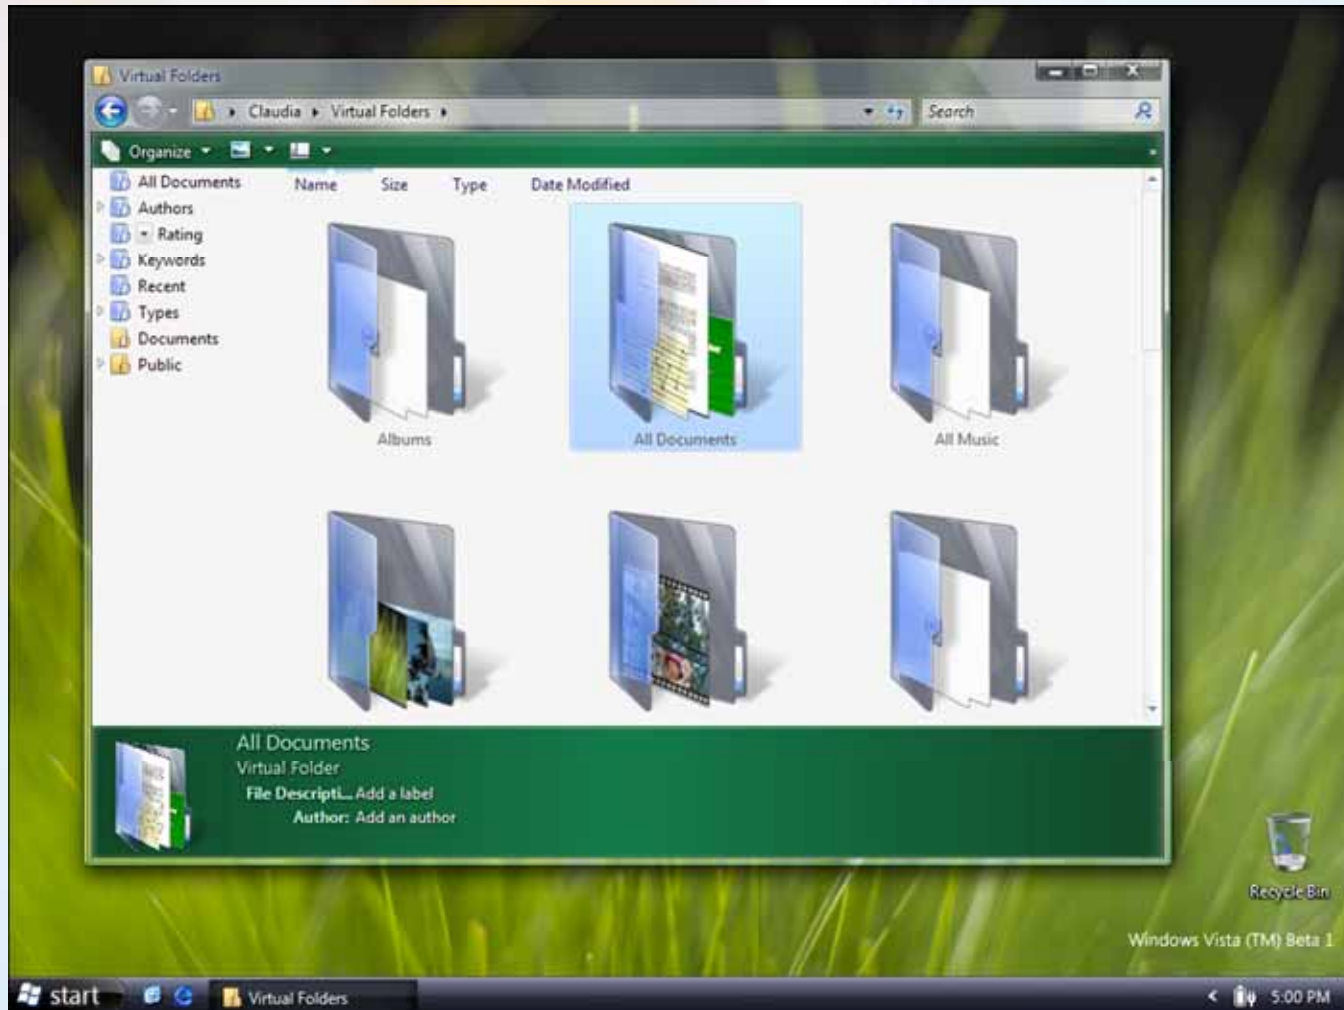 Virtual Folders
Claudia Virtual Folders
Search
Organize
All Documents
Authors
Rating
Keywords
Recent
Types
Documents
Public
Name Size Type Date Modified
Albums All Documents All Music
All Documents
Virtual Folder
File Descripti... Add a label
Author: Add an author
Recycle Bin
Windows Vista (TM) Beta 1
start Virtual Folders 5:00 PM